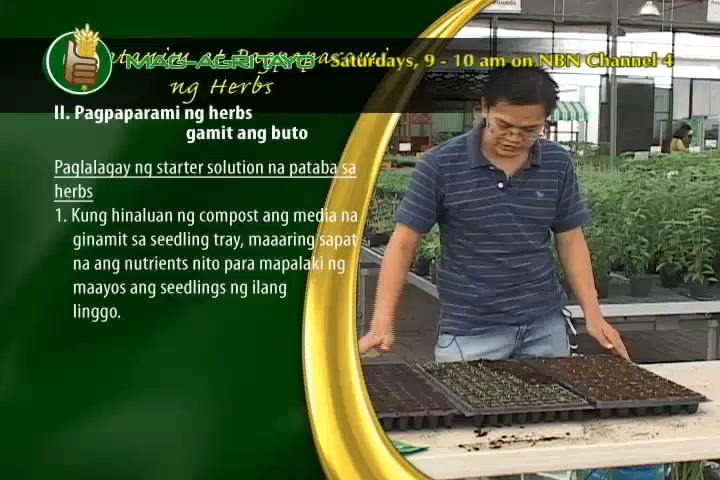 MAG-AGRI TAYO Saturdays, 9 - 10 am on NBN Channel 4
at Pagpaparami
ng Herbs
II. Pagpaparami ng herbs
gamit ang buto
Paglalagay ng starter solution na pataba sa
herbs
1. Kung hinaluan ng compost ang media na
ginamit sa seedling tray, maaaring sapat
na ang nutrients nito para mapalaki ng
maayos ang seedlings ng ilang
linggo.